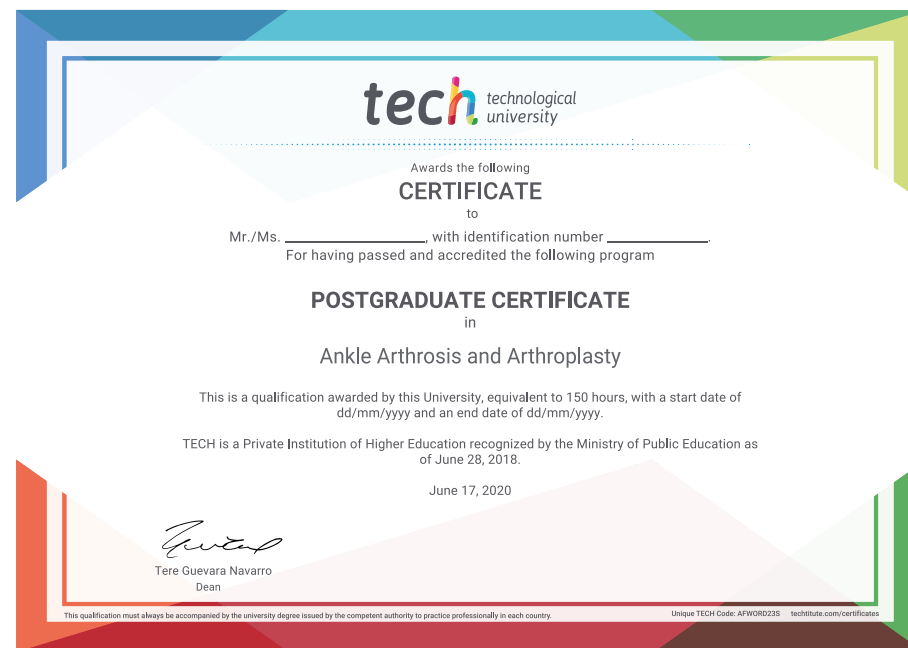 tech technological
university
Awards the following
CERTIFICATE
to
Mr./Ms. ____________________, with identification number ______________.
For having passed and accredited the following program
POSTGRADUATE CERTIFICATE
in
Ankle Arthrosis and Arthroplasty
This is a qualification awarded by this University, equivalent to 150 hours, with a start date of
dd/mm/yyyy and an end date of dd/mm/yyyy.
TECH is a Private Institution of Higher Education recognized by the Ministry of Public Education as
of June 28, 2018.
June 17, 2020
Tere Guevara Navarro
Dean
This qualification must always be accompanied by the university degree issued by the competent authority to practice professionally in each country.
Unique TECH Code: AFWORD23S techtitute.com/certificates